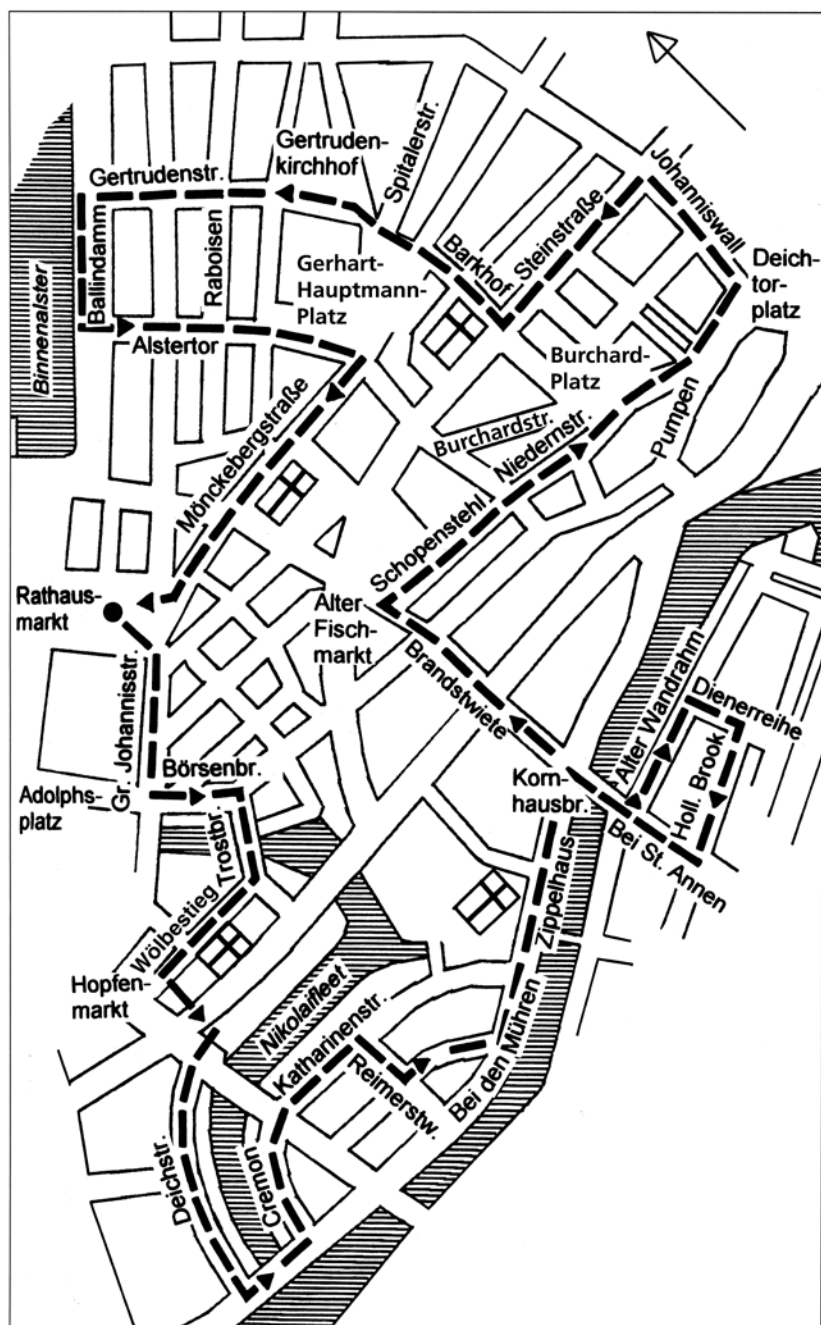 Gertrudenstr.
Gertruden-
kirchhof
Spitalerstr.
Johanniswall
Steinstraße
Barkhof
Deich-
tor-
platz
Binnenalster
Ballindamm
Raboisen
Gerhart-
Hauptmann-
Platz
Alstertor
Burchard-
Platz
Burchardstr.
Niedernstr.
Pumpen
Mönckebergstraße
Schopenstehl
Rathaus-
markt
Alter
Fisch-
markt
Brandstwiete
Gr. Johannisstr.
Börsenbr.
Adolphs-
platz
Trostbr.
Korn-
hausbr.
Alter Wandrahm
Dienerreihe
Holl. Brook
Bei St. Annen
Zippelhaus
Wölbestieg
Hopfen-
markt
Nikolaifleet
Katharinenstr.
Reimerstw.
Bei den Mühren
Deichstr.
Cremon